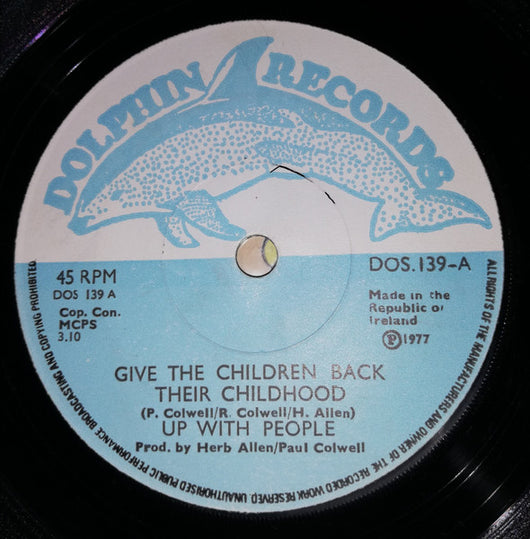 DOLPHIN RECORDS
45 RPM
DOS 139 A
Cop. Con.
MCPS
3.10
DOS.139-A
Made in the
Republic of
Ireland
Ⓟ1977
GIVE THE CHILDREN BACK
THEIR CHILDHOOD
(P. Colwell/R. Colwell/H. Allen)
UP WITH PEOPLE
Prod. by Herb Allen/Paul Colwell
ALL RIGHTS OF THE MANUFACTURERS AND OWNER OF THE RECORDED WORK RESERVED. UNAUTHORISED PUBLIC PERFORMANCE BROADCASTING AND COPYING PROHIBITED